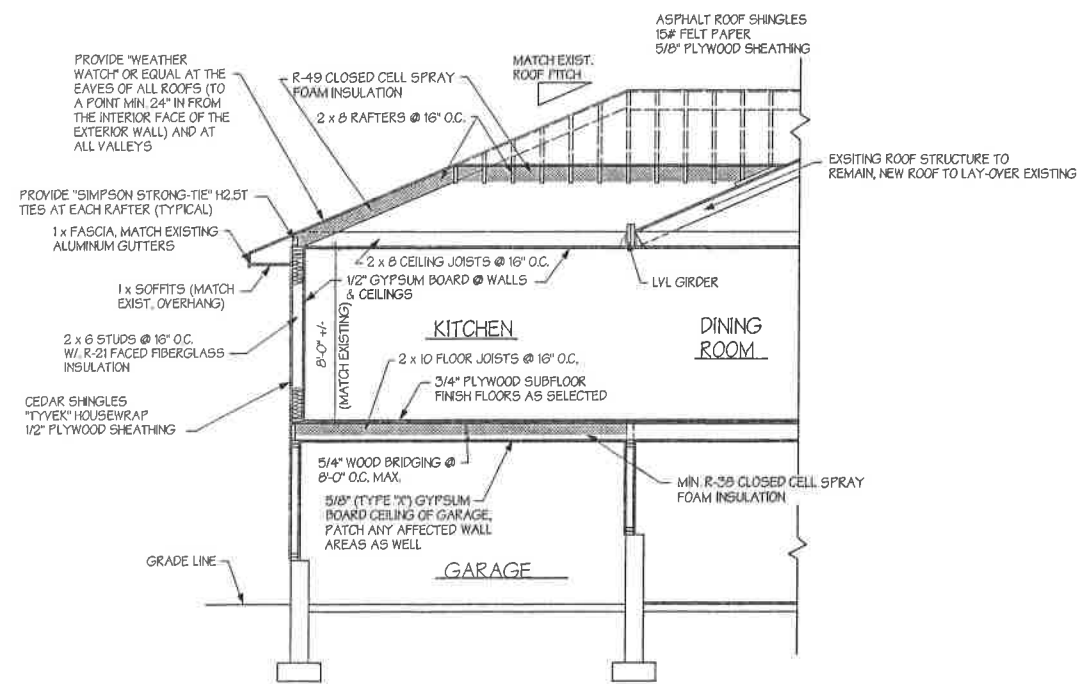 ASPHALT ROOF SHINGLES
15# FELT PAPER
5/8" PLYWOOD SHEATHING
PROVIDE "WEATHER
WATCH" OR EQUAL AT THE
EAVES OF ALL ROOFS (TO
A POINT MIN. 24" IN FROM
THE INTERIOR FACE OF THE
EXTERIOR WALL) AND AT
ALL VALLEYS
R-49 CLOSED CELL SPRAY
FOAM INSULATION
MATCH EXIST.
ROOF PITCH
2 x 8 RAFTERS @ 16" O.C.
EXSITING ROOF STRUCTURE TO
REMAIN, NEW ROOF TO LAY-OVER EXISTING
PROVIDE "SIMPSON STRONG-TIE" H2.5T
TIES AT EACH RAFTER (TYPICAL)
1 x FASCIA, MATCH EXISTING
ALUMINUM GUTTERS
1 x SOFFITS (MATCH
EXIST. OVERHANG)
2 x 8 CEILING JOISTS @ 16" O.C.
1/2" GYPSUM BOARD @ WALLS
& CEILINGS
LVL GIRDER
8'-0" +/-
(MATCH EXISTING)
KITCHEN
DINING
ROOM
2 x 6 STUDS @ 16" O.C.
W/. R-21 FACED FIBERGLASS
INSULATION
2 x 10 FLOOR JOISTS @ 16" O.C.
3/4" PLYWOOD SUBFLOOR
FINISH FLOORS AS SELECTED
CEDAR SHINGLES
"TYVEK" HOUSEWRAP
1/2" PLYWOOD SHEATHING
5/4" WOOD BRIDGING @
8'-0" O.C. MAX.
MIN. R-38 CLOSED CELL SPRAY
FOAM INSULATION
5/8" (TYPE "X") GYPSUM
BOARD CEILING OF GARAGE,
PATCH ANY AFFECTED WALL
AREAS AS WELL
GRADE LINE
GARAGE